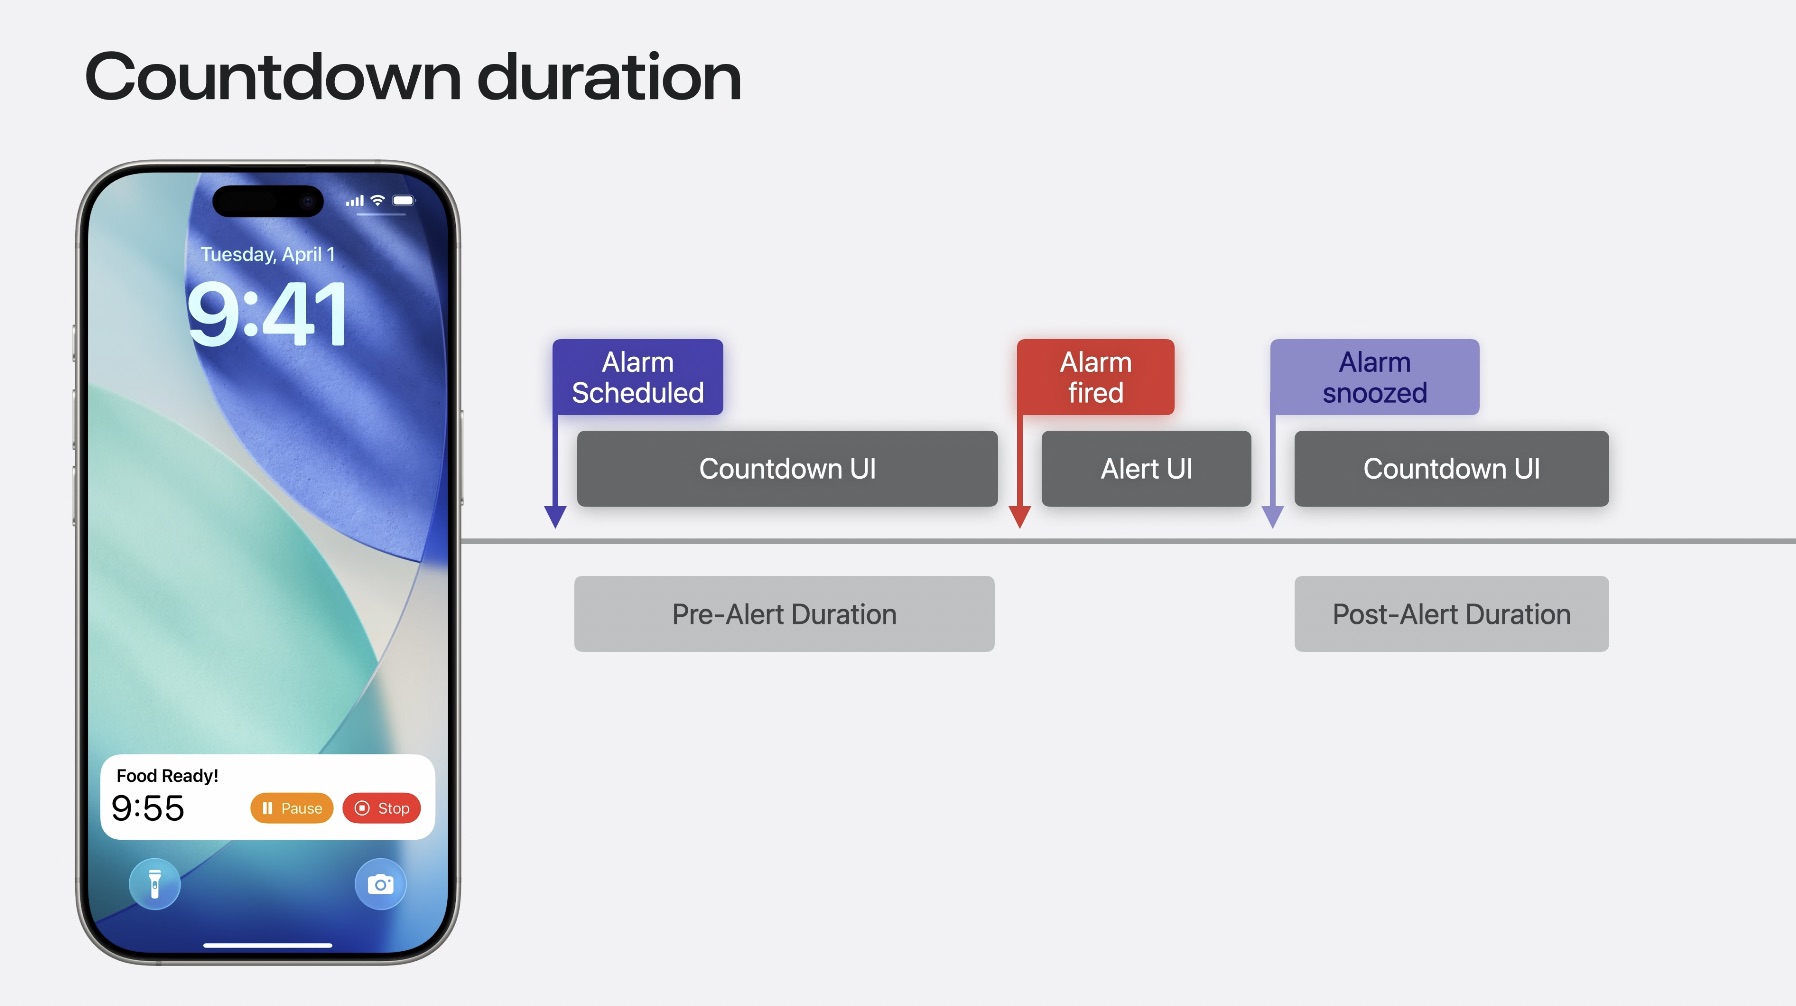 Countdown duration
Tuesday, April 1
9:41
Food Ready!
9:55
Pause
Stop
Alarm
Scheduled
Alarm
fired
Alarm
snoozed
Countdown UI
Alert UI
Countdown UI
Pre-Alert Duration
Post-Alert Duration